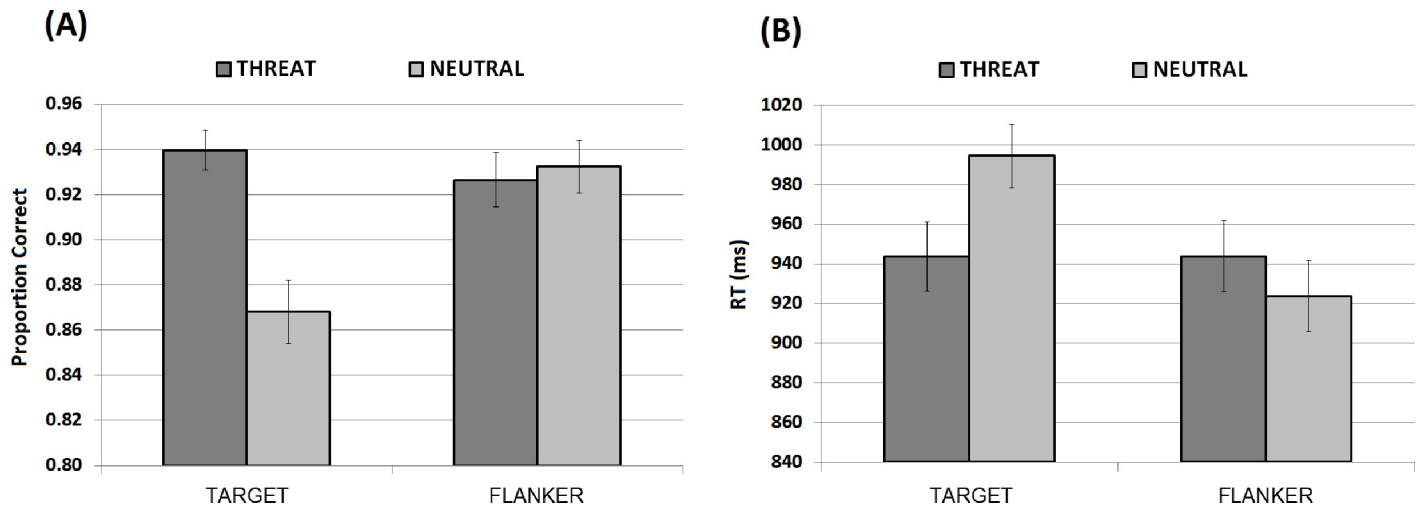 (A)
THREAT NEUTRAL
0.96
0.94
0.92
0.90
0.88
0.86
0.84
0.82
0.80
Proportion Correct
TARGET FLANKER
(B)
THREAT NEUTRAL
1020
1000
980
960
940
920
900
880
860
840
RT (ms)
TARGET FLANKER